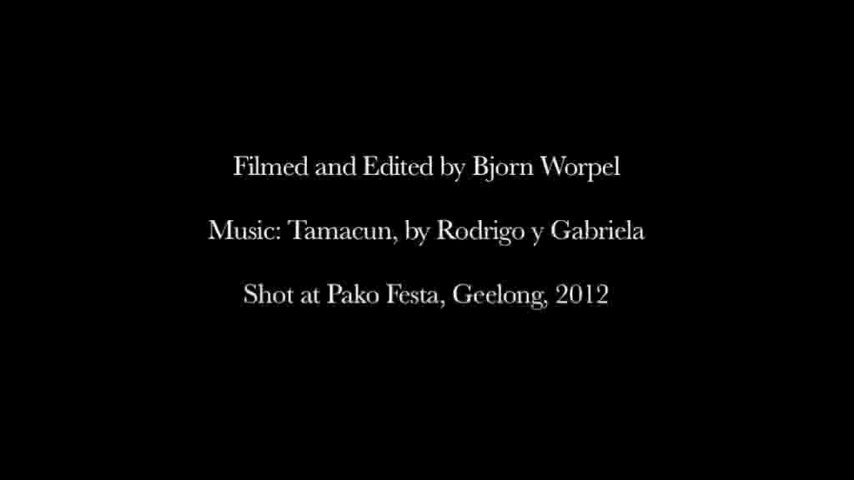 Filmed and Edited by Bjorn Worpel
Music: Tamacun, by Rodrigo y Gabriela
Shot at Pako Festa, Geelong, 2012